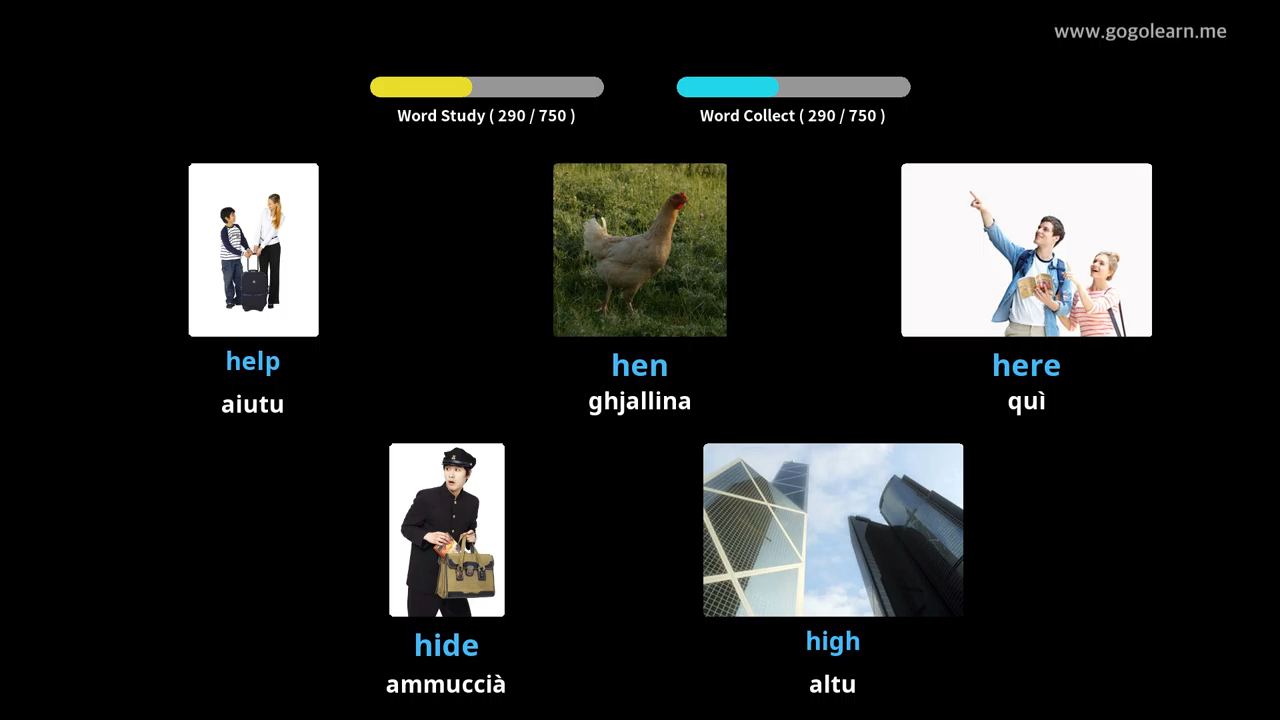 www.gogolearn.me
Word Study ( 290 / 750 )
Word Collect ( 290 / 750 )
help
aiutu
hen
ghjallina
here
quì
hide
ammuccià
high
altu